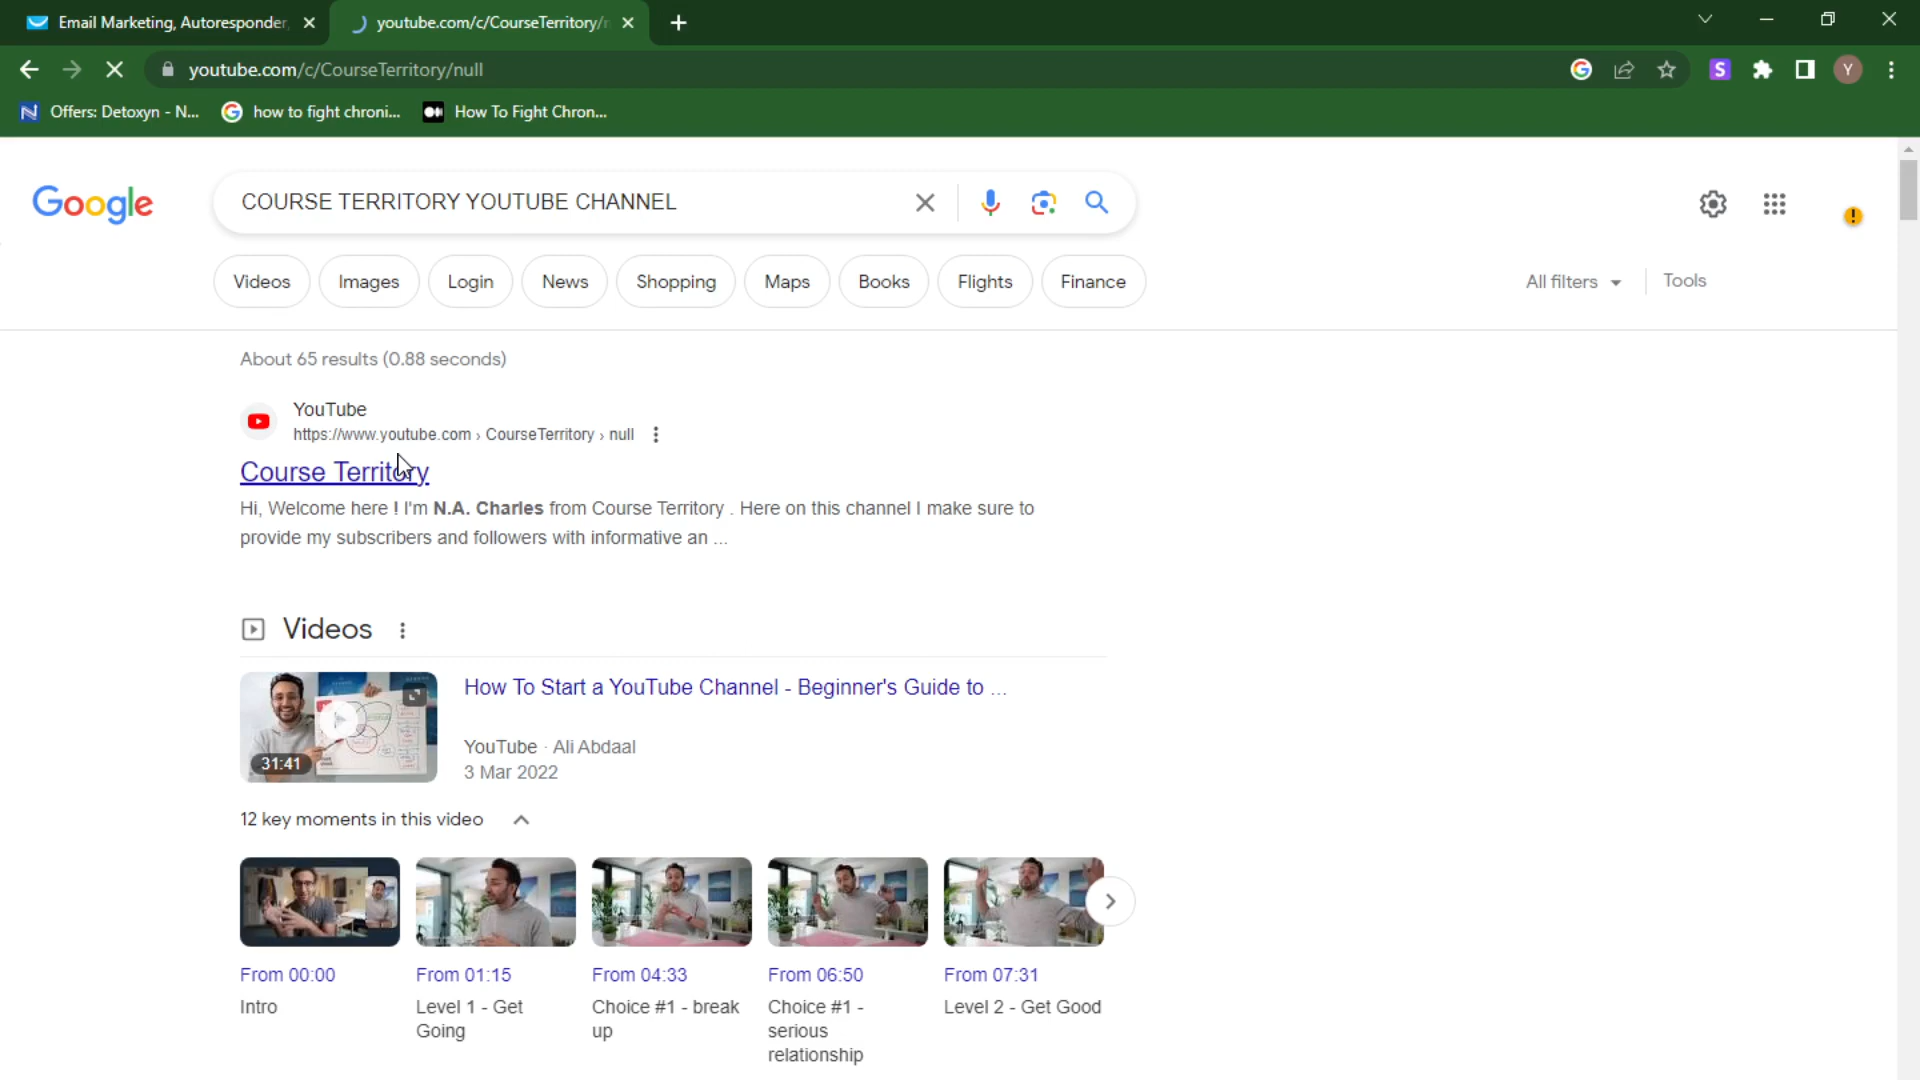 Email Marketing, Autoresponder,
youtube.com/c/CourseTerritory/n
youtube.com/c/CourseTerritory/null
S
Y
Offers: Detoxyn - N...
how to fight chroni...
How To Fight Chron...
Google
COURSE TERRITORY YOUTUBE CHANNEL
Videos
Images
Login
News
Shopping
Maps
Books
Flights
Finance
All filters
Tools
About 65 results (0.88 seconds)
YouTube
https://www.youtube.com › CourseTerritory › null
Course Territory
Hi, Welcome here ! I'm N.A. Charles from Course Territory . Here on this channel I make sure to
provide my subscribers and followers with informative an ...
Videos
31:41
How To Start a YouTube Channel - Beginner's Guide to ...
YouTube · Ali Abdaal
3 Mar 2022
12 key moments in this video
From 00:00
Intro
From 01:15
Level 1 - Get
Going
From 04:33
Choice #1 - break
up
From 06:50
Choice #1 -
serious
relationship
From 07:31
Level 2 - Get Good